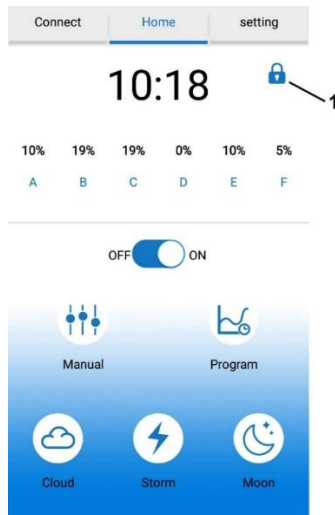 Connect Home setting
10:18
1
10% 19% 19% 0% 10% 5%
A B C D E F
OFF ON
Manual Program
Cloud Storm Moon